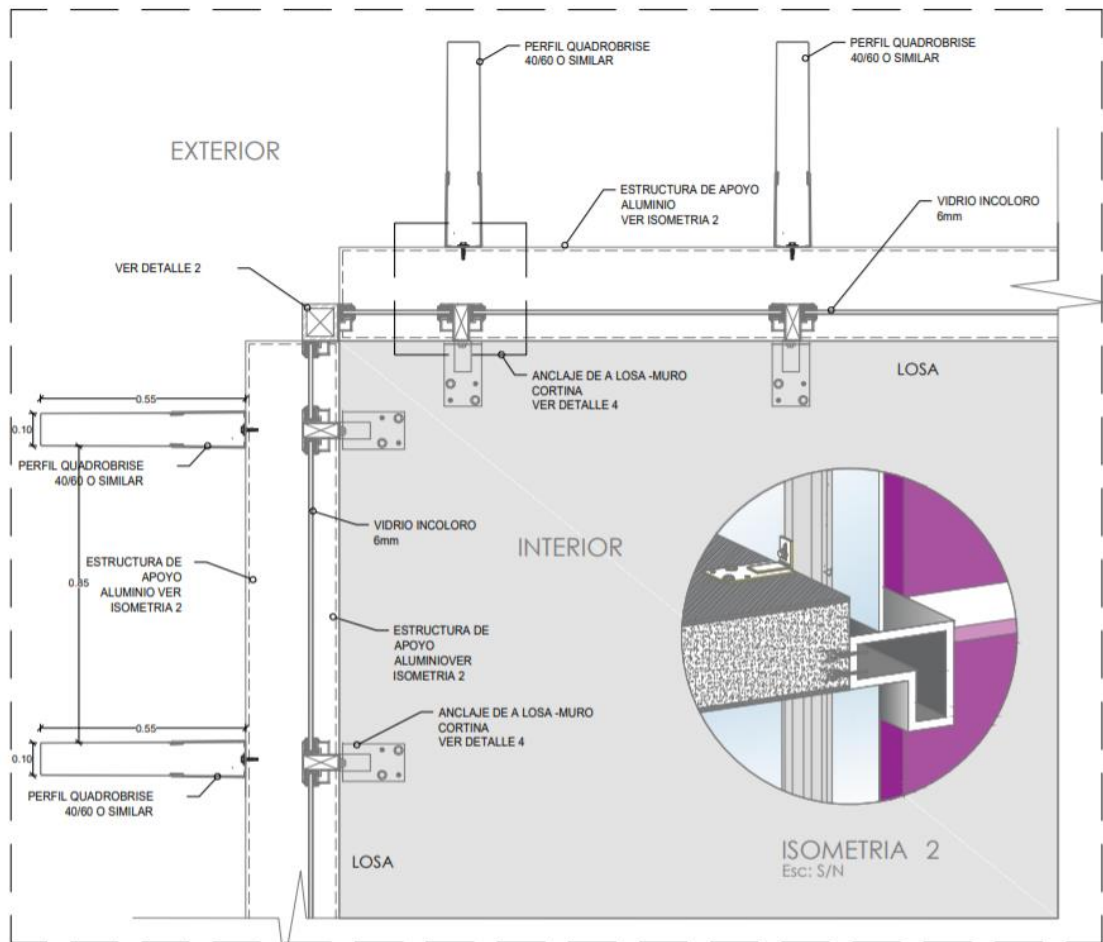 PERFIL QUADROBRISE
40/60 O SIMILAR
PERFIL QUADROBRISE
40/60 O SIMILAR
EXTERIOR
ESTRUCTURA DE APOYO
ALUMINIO
VER ISOMETRIA 2
VIDRIO INCOLORO
6mm
VER DETALLE 2
ANCLAJE DE A LOSA -MURO
CORTINA
VER DETALLE 4
LOSA
0.55
0.10
PERFIL QUADROBRISE
40/60 O SIMILAR
VIDRIO INCOLORO
6mm
INTERIOR
ESTRUCTURA DE
APOYO
ALUMINIO VER
ISOMETRIA 2
0.85
ESTRUCTURA DE
APOYO
ALUMINIOVER
ISOMETRIA 2
ANCLAJE DE A LOSA -MURO
CORTINA
VER DETALLE 4
0.55
0.10
PERFIL QUADROBRISE
40/60 O SIMILAR
LOSA
ISOMETRIA 2
Esc: S/N